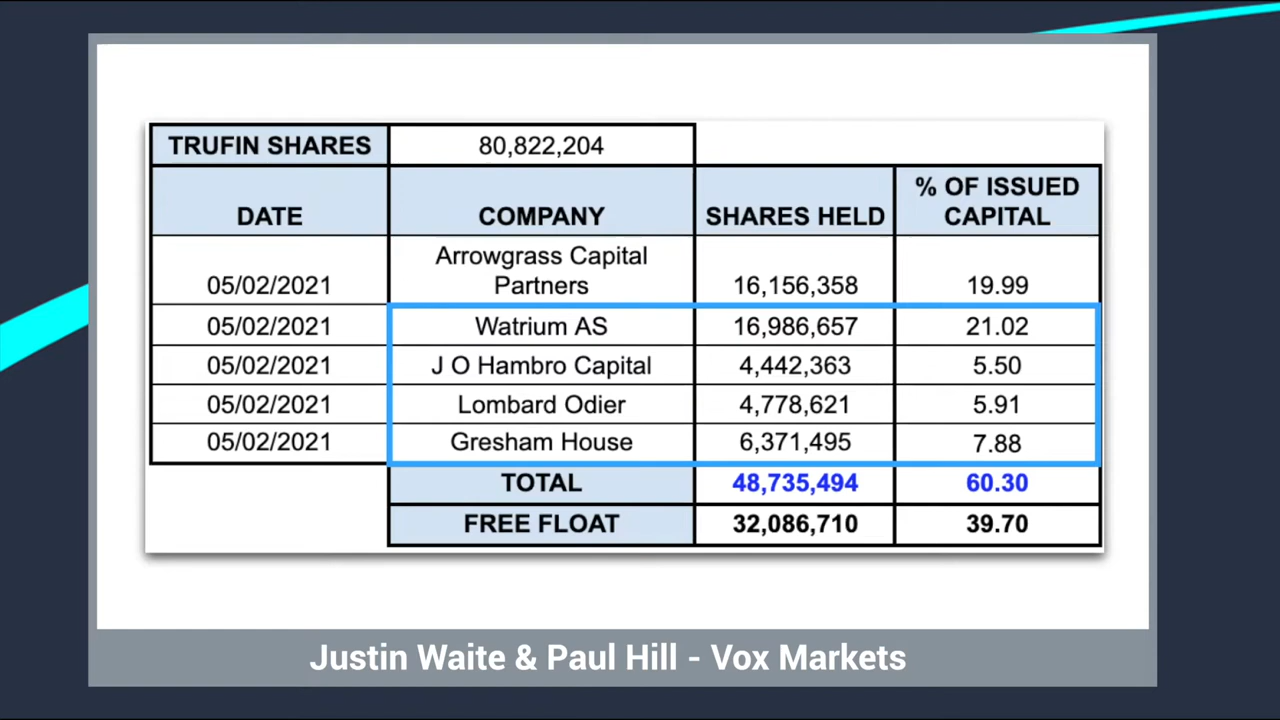 TRUFIN SHARES 80,822,204
DATE COMPANY SHARES HELD % OF ISSUED CAPITAL
05/02/2021 Arrowgrass Capital Partners 16,156,358 19.99
05/02/2021 Watrium AS 16,986,657 21.02
05/02/2021 J O Hambro Capital 4,442,363 5.50
05/02/2021 Lombard Odier 4,778,621 5.91
05/02/2021 Gresham House 6,371,495 7.88
TOTAL 48,735,494 60.30
FREE FLOAT 32,086,710 39.70
Justin Waite & Paul Hill - Vox Markets